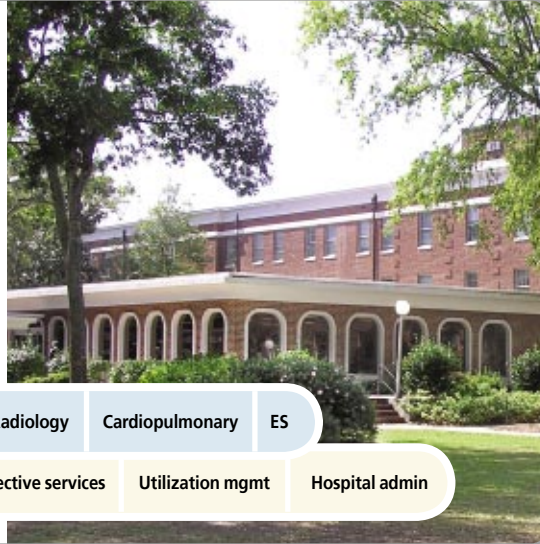 adiology Cardiopulmonary ES
ective services Utilization mgmt Hospital admin